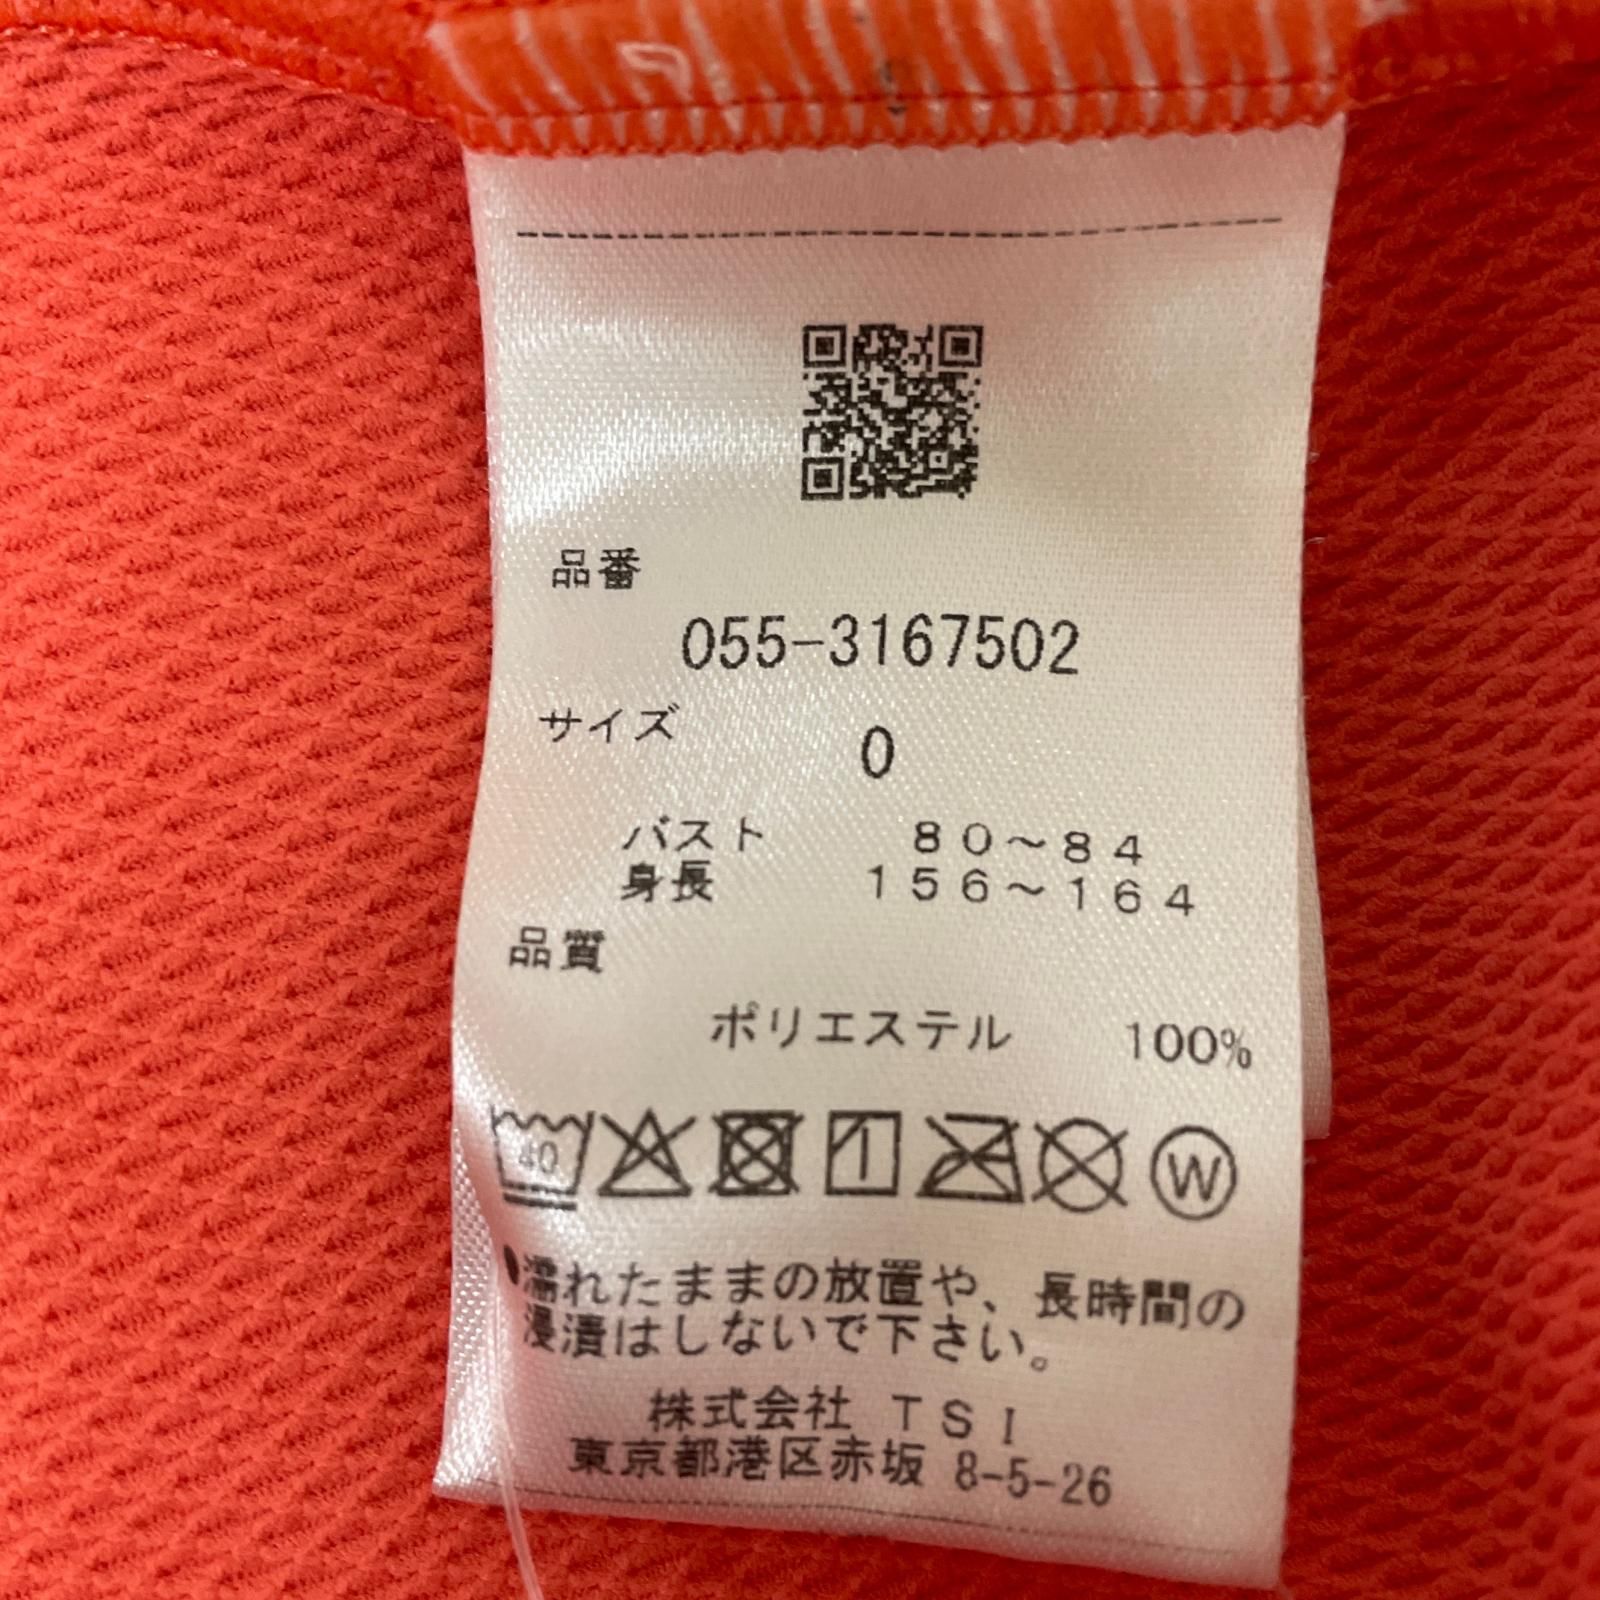 品番
055-3167502
サイズ 0
バスト 80～84
身長 156～164
品質
ポリエステル 100%
40 W
●濡れたままの放置や、長時間の
浸漬はしないで下さい。
株式会社 TSI
東京都港区赤坂 8-5-26